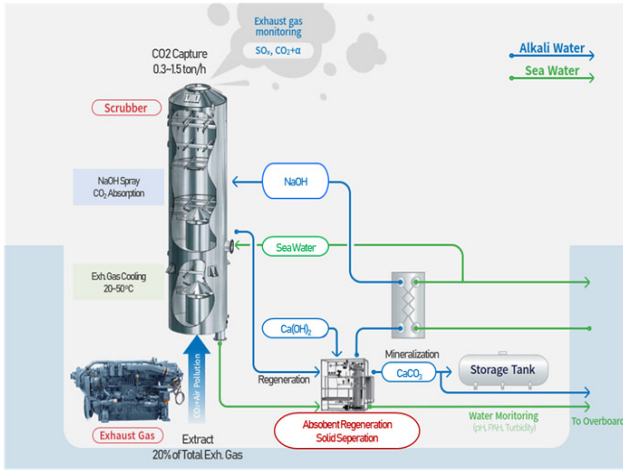 Exhaust gas
monitoring
SOx, CO₂+α
CO2 Capture
0.3~1.5 ton/h
Alkali Water
Sea Water
Scrubber
NaOH Spray
CO₂ Absorption
NaOH
Sea Water
Exh. Gas Cooling
20~50°C
Ca(OH)₂
Mineralization
Regeneration
CaCO₃
Storage Tank
CO₂+Air Pollution
Absobent Regeneration
Solid Seperation
Water Moritoring
(pH, PAH, Turbidity)
To Overboard
Exhaust Gas
Extract
20% of Total Exh. Gas